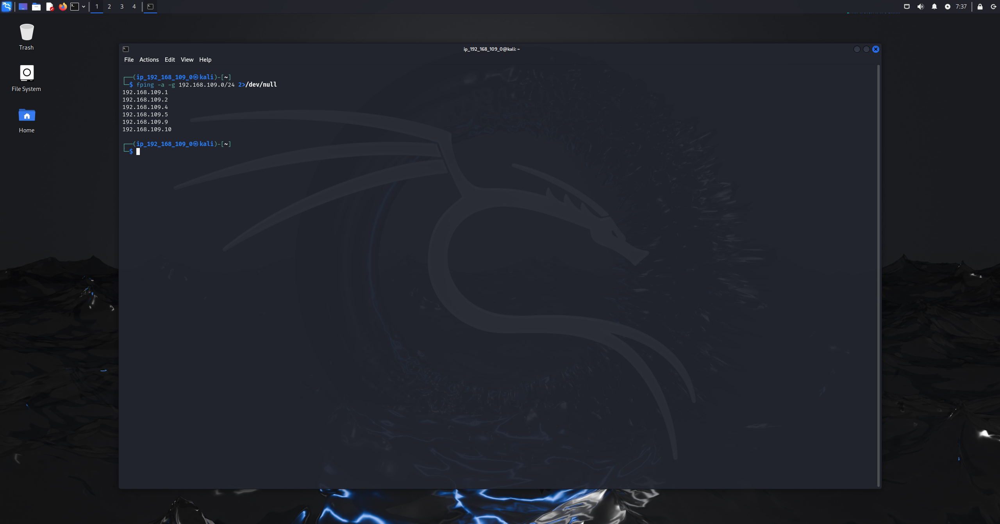 1 2 3 4 7:37
Trash
File System
Home
ip_192_168_109_0@kali: ~
File Actions Edit View Help
┌──(ip_192_168_109_0㉿kali)-[~]
└─$ fping -a -g 192.168.109.0/24 2>/dev/null
192.168.109.1
192.168.109.2
192.168.109.4
192.168.109.5
192.168.109.9
192.168.109.10
┌──(ip_192_168_109_0㉿kali)-[~]
└─$